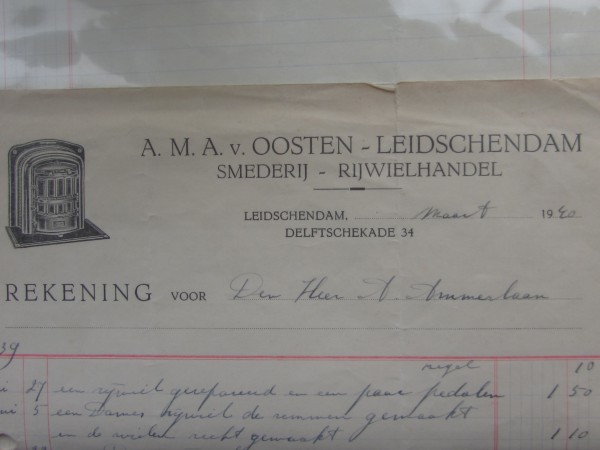 A. M. A. v. OOSTEN - LEIDSCHENDAM
SMEDERIJ - RIJWIELHANDEL
LEIDSCHENDAM, Maart 1940
DELFTSCHEKADE 34
REKENING VOOR Den Heer A. Ammerlaan
39
regel 10
27 een rijwiel gerepareerd en een paar pedalen 1 50
5 een Dames rijwiel de remmen gemaakt
en de wielen recht gemaakt 1 10